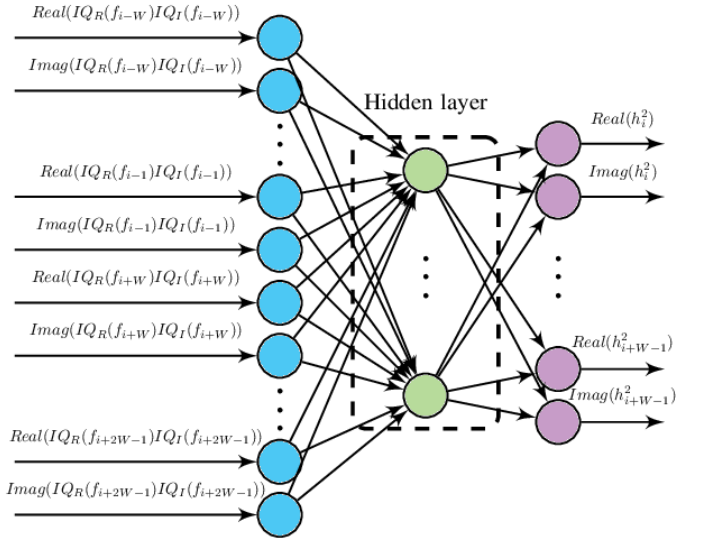 Real(IQ_R(f_{i−W})IQ_I(f_{i−W}))
Imag(IQ_R(f_{i−W})IQ_I(f_{i−W}))
Hidden layer
Real(IQ_R(f_{i−1})IQ_I(f_{i−1}))
Imag(IQ_R(f_{i−1})IQ_I(f_{i−1}))
Real(IQ_R(f_{i+W})IQ_I(f_{i+W}))
Imag(IQ_R(f_{i+W})IQ_I(f_{i+W}))
Real(IQ_R(f_{i+2W−1})IQ_I(f_{i+2W−1}))
Imag(IQ_R(f_{i+2W−1})IQ_I(f_{i+2W−1}))
Real(h_i^2)
Imag(h_i^2)
Real(h_{i+W−1}^2)
Imag(h_{i+W−1}^2)